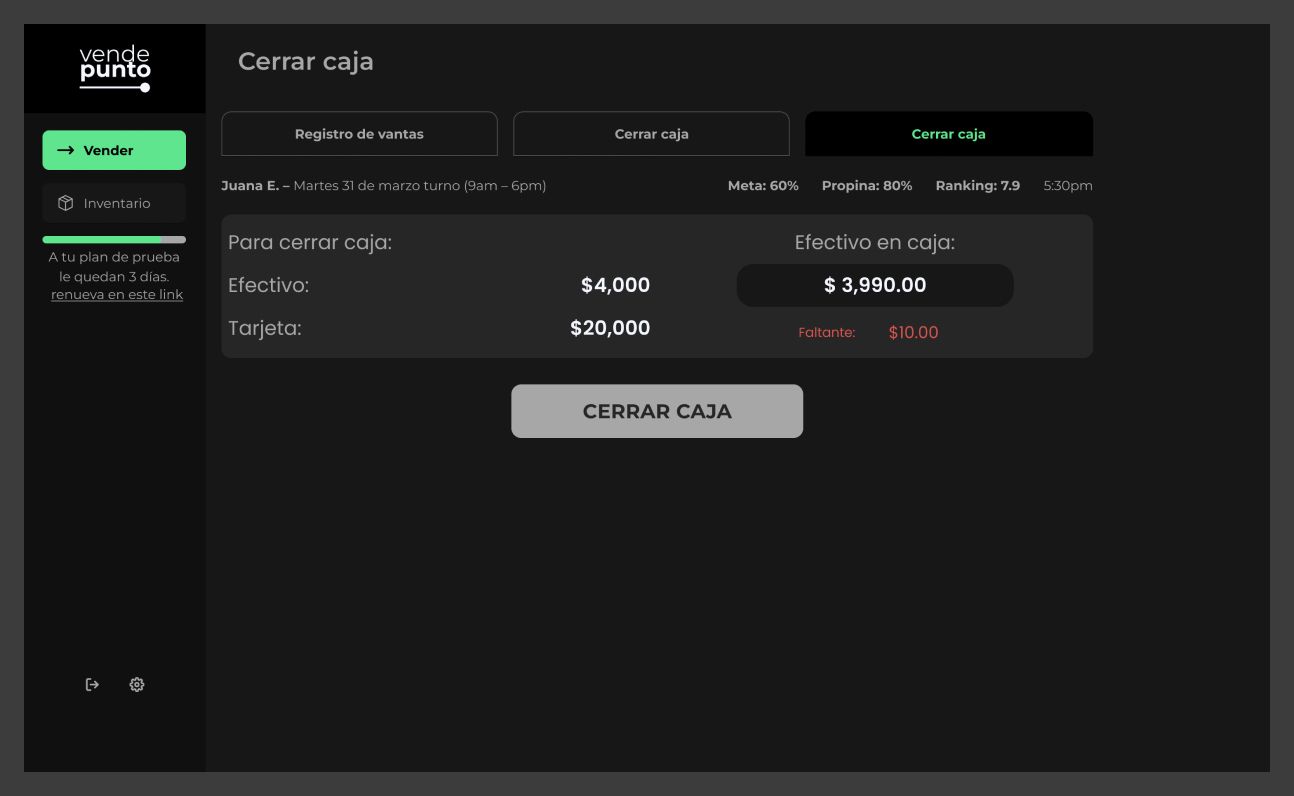 vende
punto
Cerrar caja
Registro de vantas
Cerrar caja
Cerrar caja
Vender
Inventario
A tu plan de prueba
le quedan 3 días.
renueva en este link
Juana E. – Martes 31 de marzo turno (9am – 6pm)
Meta: 60% Propina: 80% Ranking: 7.9 5:30pm
Para cerrar caja:
Efectivo: $4,000
Tarjeta: $20,000
Efectivo en caja:
$ 3,990.00
Faltante: $10.00
CERRAR CAJA